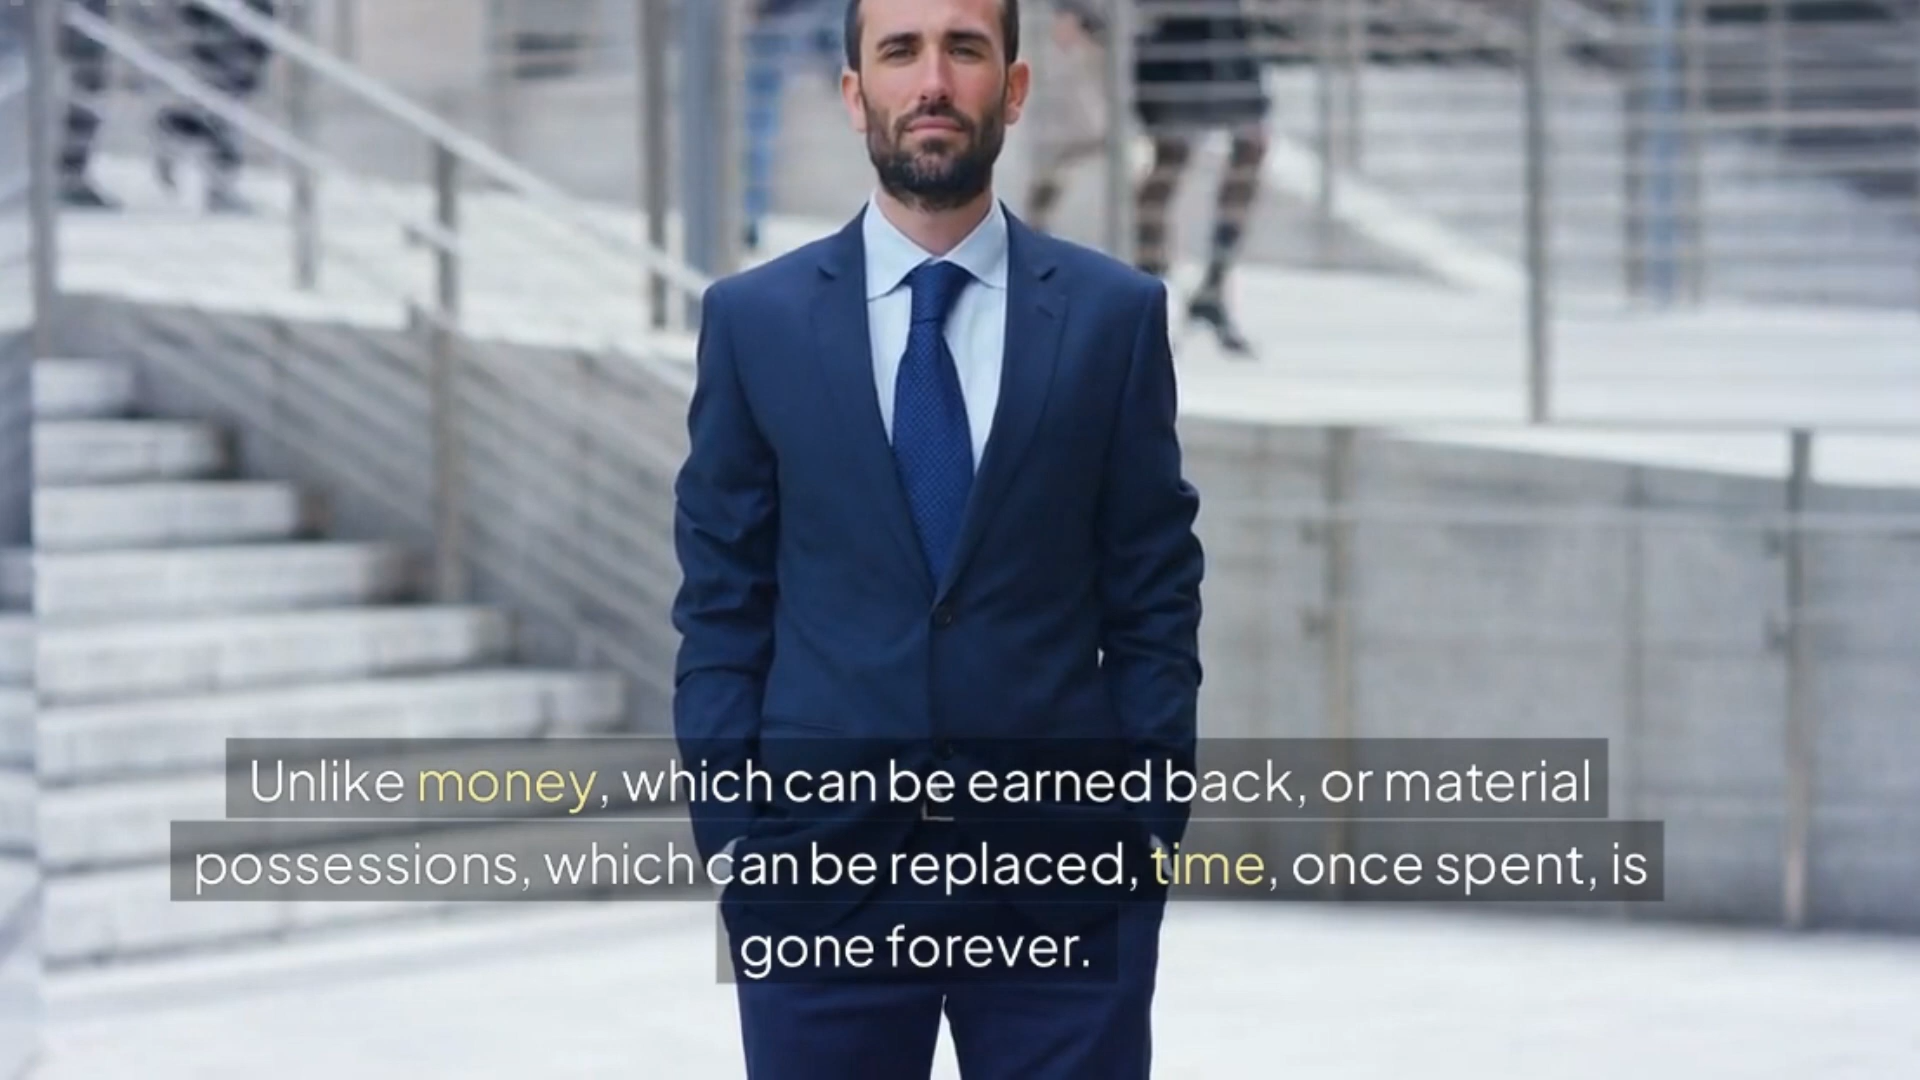 Unlike money, which can be earned back, or material
possessions, which can be replaced, time, once spent, is
gone forever.